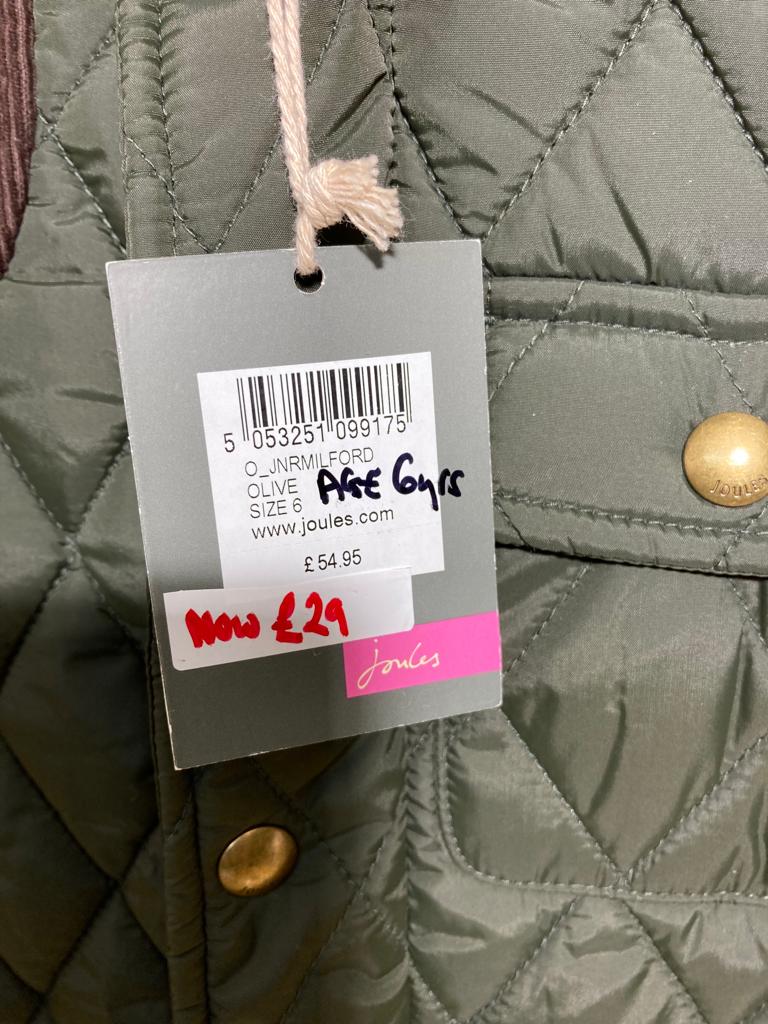 5 053251 099175
O_JNRMILFORD
OLIVE AGE 6yrs
SIZE 6
www.joules.com
£54.95
Now £29
joules
JOULES